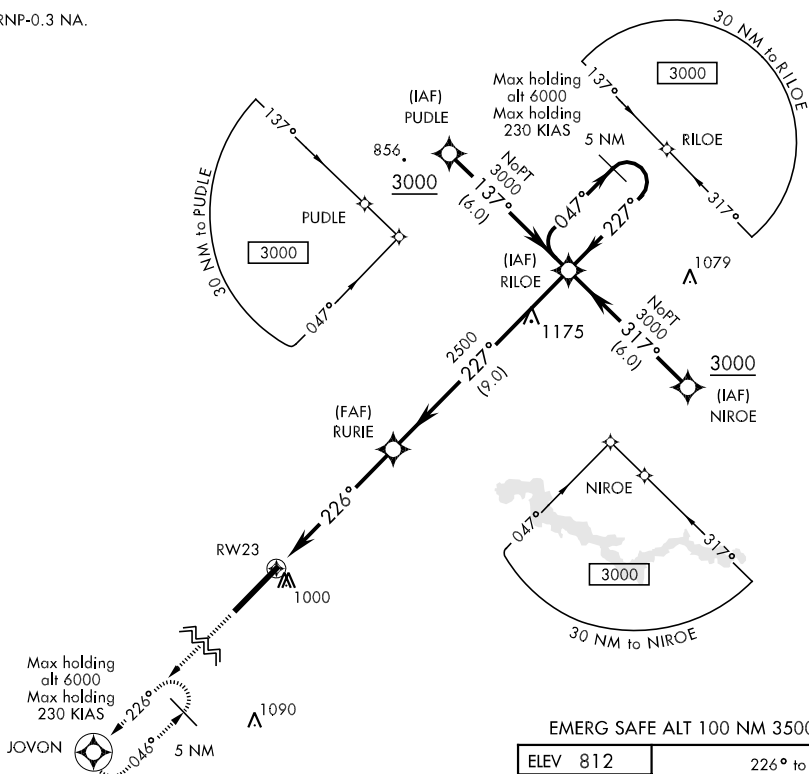 RNP-0.3 NA.
30 NM to RILOE
3000
137°
RILOE
317°
Max holding
alt 6000
Max holding
230 KIAS
5 NM
(IAF)
PUDLE
856
3000
NoPT
3000
137°
(6.0)
047°
227°
30 NM to PUDLE
137°
PUDLE
3000
047°
(IAF)
RILOE
1079
1175
NoPT
3000
317°
(6.0)
3000
(IAF)
NIROE
2500
227°
(9.0)
(FAF)
RURIE
226°
NIROE
047°
317°
3000
30 NM to NIROE
RW23
1000
Max holding
alt 6000
Max holding
230 KIAS
226°
046°
5 NM
JOVON
1090
EMERG SAFE ALT 100 NM 3500
ELEV 812
226° to